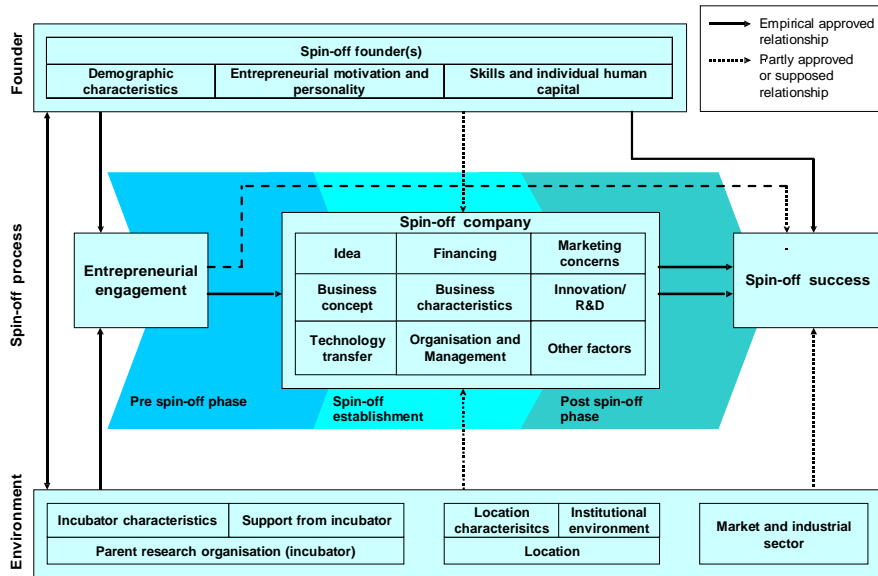 Founder
Spin-off founder(s)
Demographic
characteristics
Entrepreneurial motivation and
personality
Skills and individual human
capital
Empirical approved
relationship
Partly approved
or supposed
relationship
Spin-off process
Entrepreneurial
engagement
Spin-off company
Idea
Financing
Marketing
concerns
Business
concept
Business
characteristics
Innovation/
R&D
Technology
transfer
Organisation and
Management
Other factors
Spin-off success
Pre spin-off phase
Spin-off
establishment
Post spin-off
phase
Environment
Incubator characteristics
Support from incubator
Parent research organisation (incubator)
Location
characterisitcs
Institutional
environment
Location
Market and industrial
sector